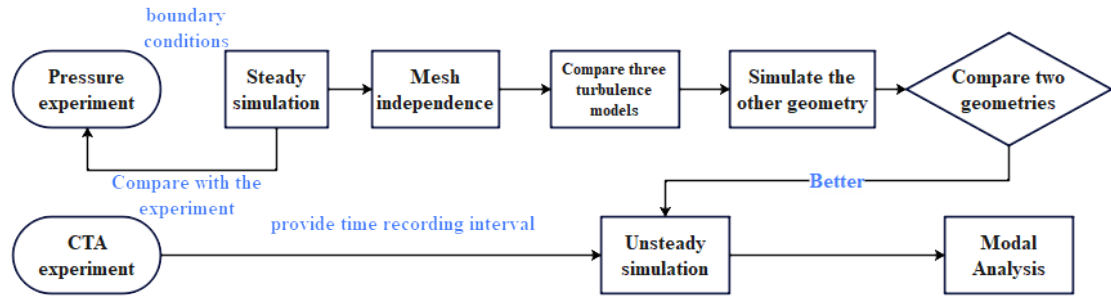 boundary
conditions
Pressure
experiment
Steady
simulation
Mesh
independence
Compare three
turbulence
models
Simulate the
other geometry
Compare two
geometries
Compare with the
experiment
Better
provide time recording interval
CTA
experiment
Unsteady
simulation
Modal
Analysis